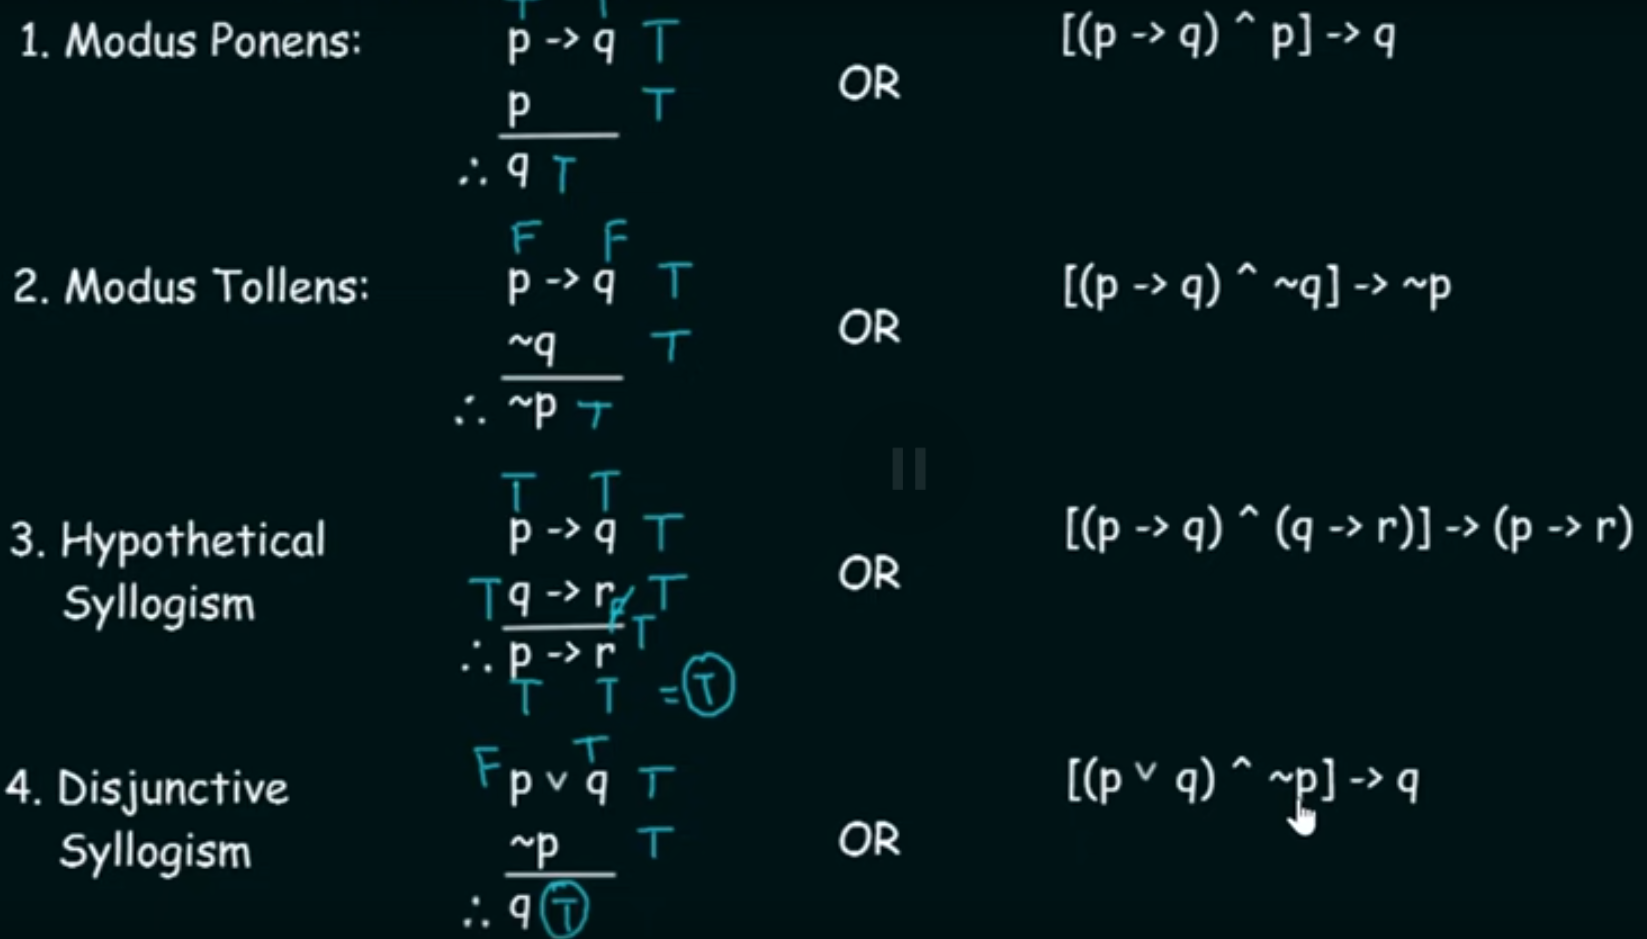 T T
1. Modus Ponens: p -> q T
p T
OR
[(p -> q) ^ p] -> q
∴ q T
F F
2. Modus Tollens: p -> q T
~q T
OR
[(p -> q) ^ ~q] -> ~p
∴ ~p T
T T
3. Hypothetical p -> q T
Syllogism T q -> r T
T
OR
[(p -> q) ^ (q -> r)] -> (p -> r)
∴ p -> r
T T = T
T
4. Disjunctive F p ∨ q T
Syllogism ~p T
OR
[(p ∨ q) ^ ~p] -> q
∴ q T